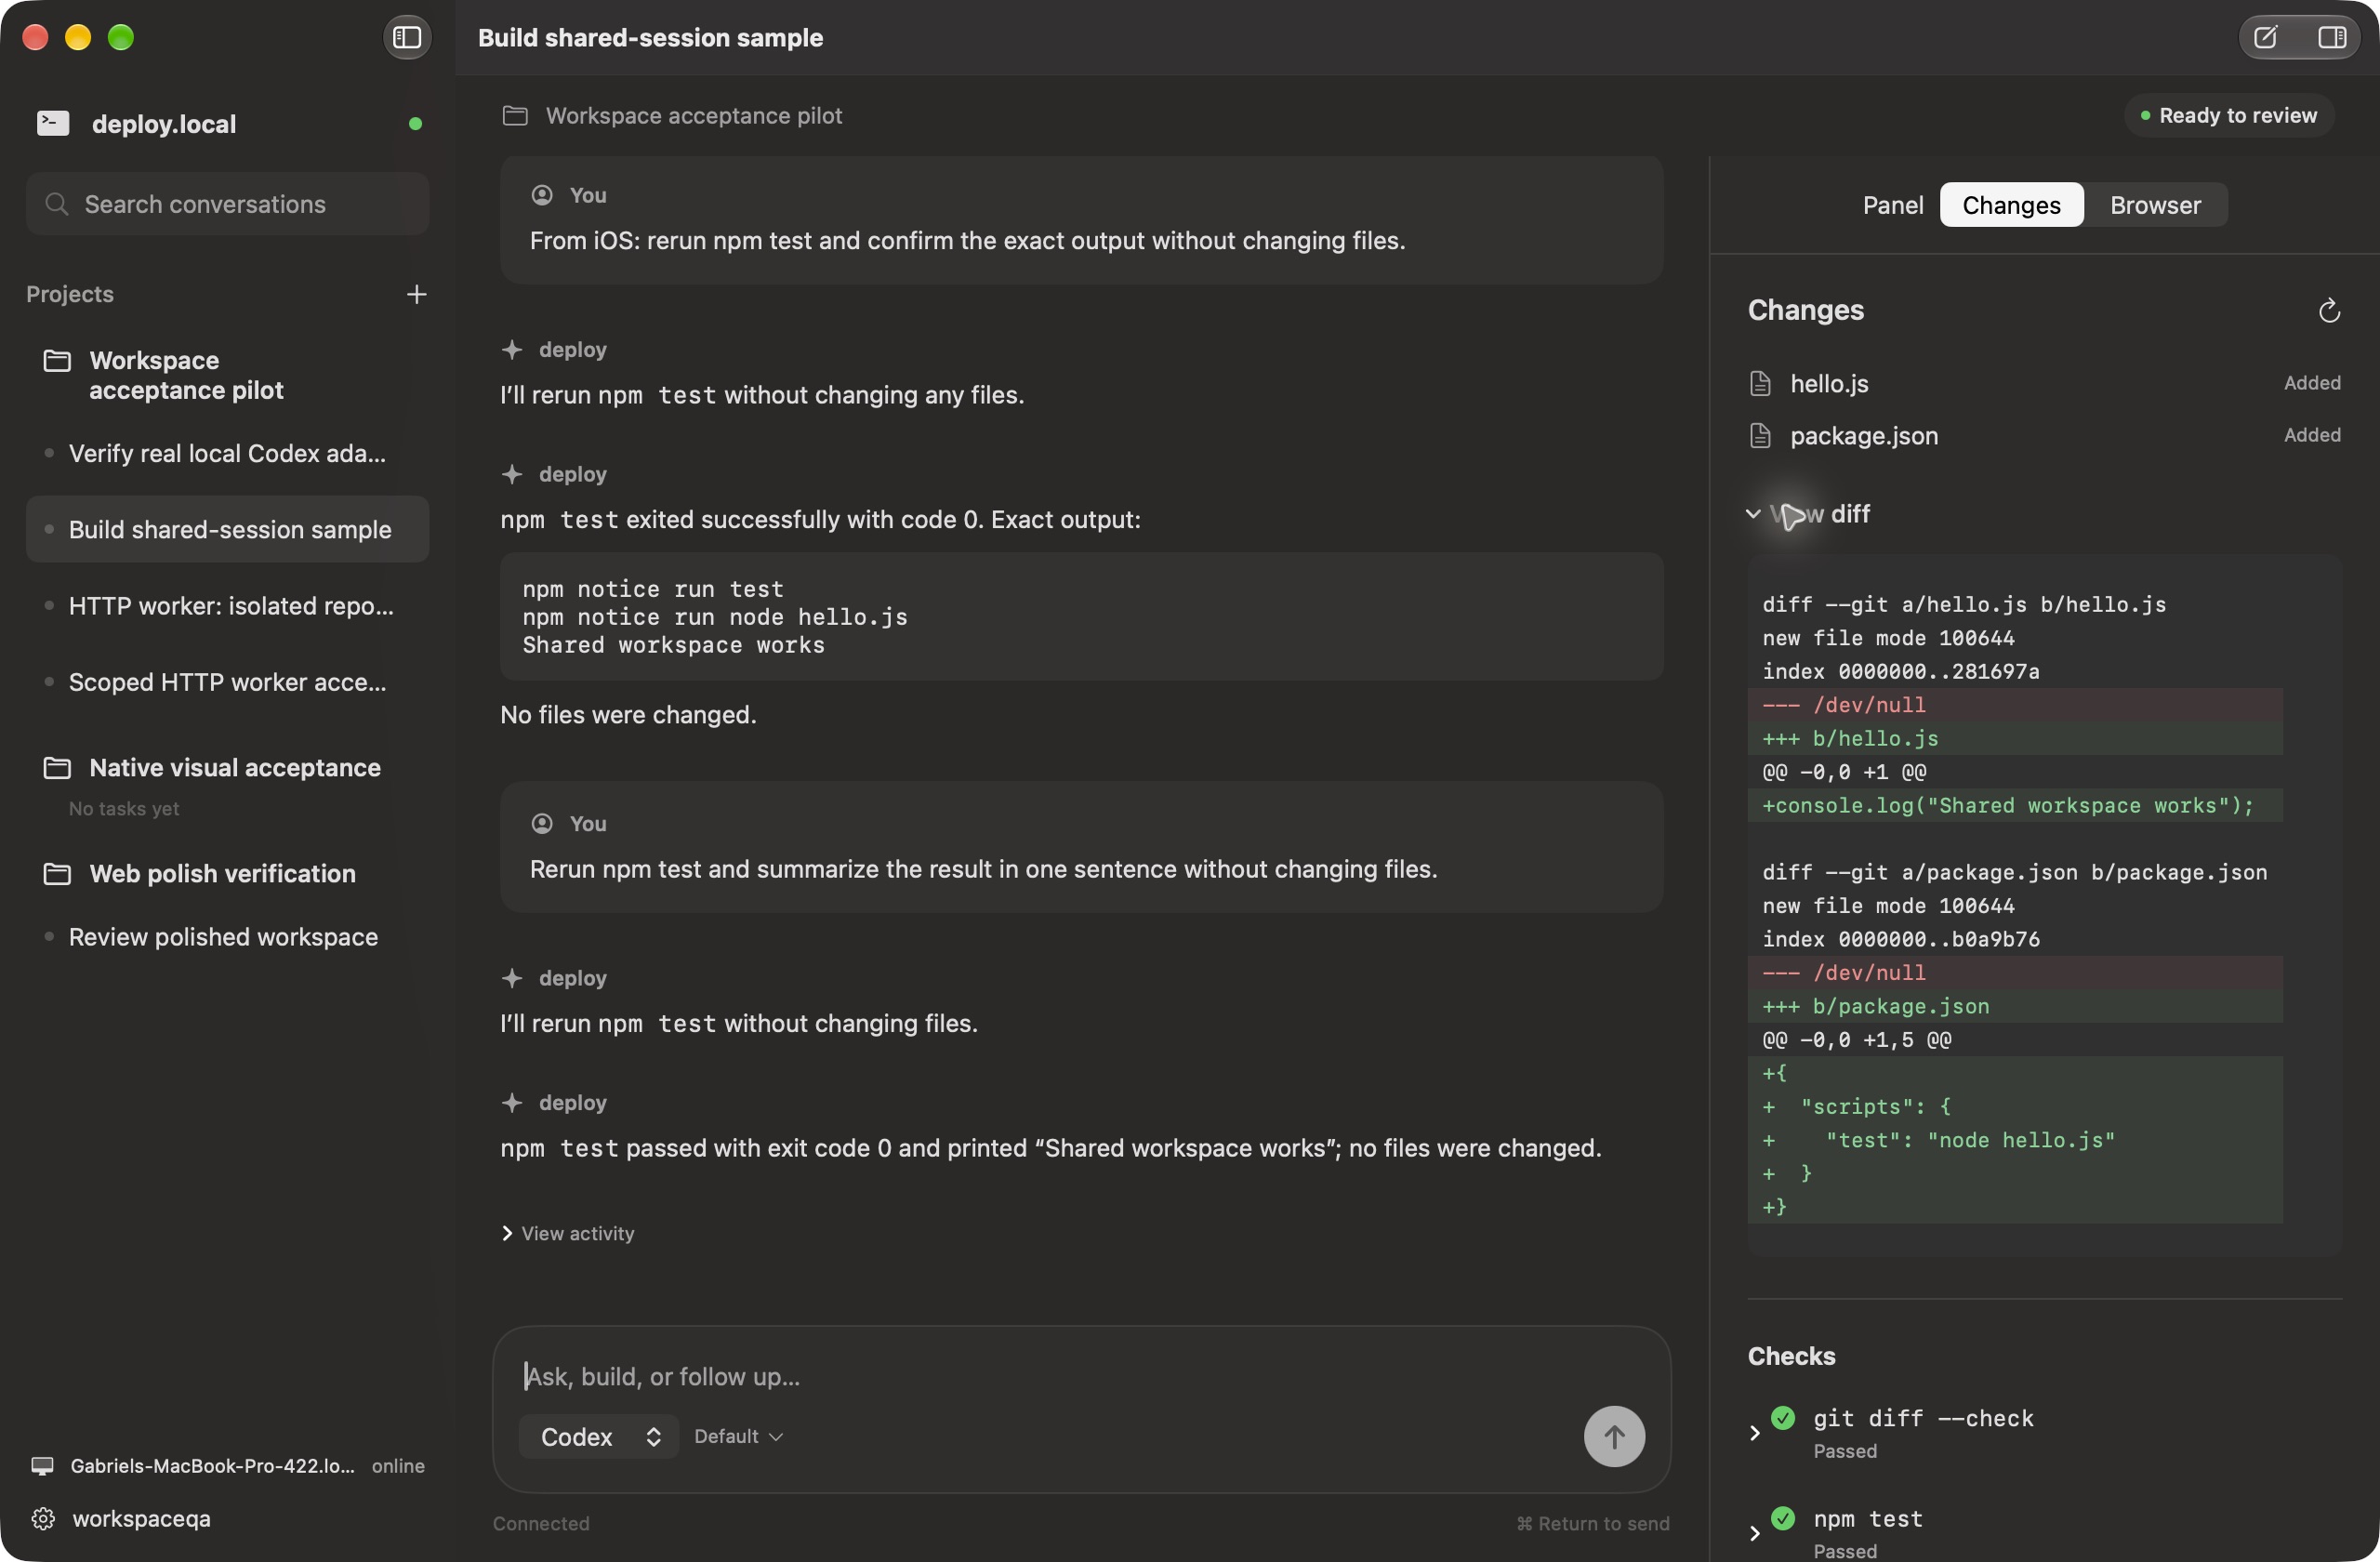 Build shared-session sample
deploy.local
Search conversations
Projects
Workspace
acceptance pilot
Verify real local Codex ada...
Build shared-session sample
HTTP worker: isolated repo...
Scoped HTTP worker acce...
Native visual acceptance
No tasks yet
Web polish verification
Review polished workspace
Gabriels-MacBook-Pro-422.lo... online
workspaceqa
Workspace acceptance pilot
Ready to review
You
From iOS: rerun npm test and confirm the exact output without changing files.
deploy
I’ll rerun npm test without changing any files.
deploy
npm test exited successfully with code 0. Exact output:
npm notice run test
npm notice run node hello.js
Shared workspace works
No files were changed.
You
Rerun npm test and summarize the result in one sentence without changing files.
deploy
I’ll rerun npm test without changing files.
deploy
npm test passed with exit code 0 and printed “Shared workspace works”; no files were changed.
View activity
Ask, build, or follow up...
Codex Default
Connected ⌘ Return to send
Panel Changes Browser
Changes
hello.js Added
package.json Added
diff
diff --git a/hello.js b/hello.js
new file mode 100644
index 0000000..281697a
--- /dev/null
+++ b/hello.js
@@ -0,0 +1 @@
+console.log("Shared workspace works");
diff --git a/package.json b/package.json
new file mode 100644
index 0000000..b0a9b76
--- /dev/null
+++ b/package.json
@@ -0,0 +1,5 @@
+{
+  "scripts": {
+    "test": "node hello.js"
+  }
+}
Checks
git diff --check
Passed
npm test
Passed